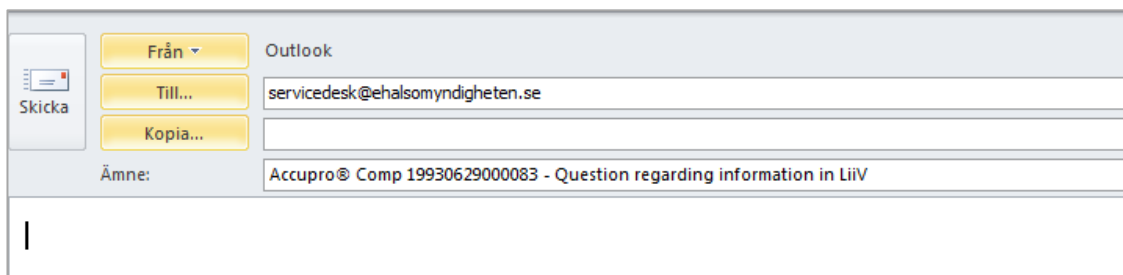 Från Outlook
Skicka
Till... servicedesk@ehalsomyndigheten.se
Kopia...
Ämne: Accupro® Comp 19930629000083 - Question regarding information in LiiV